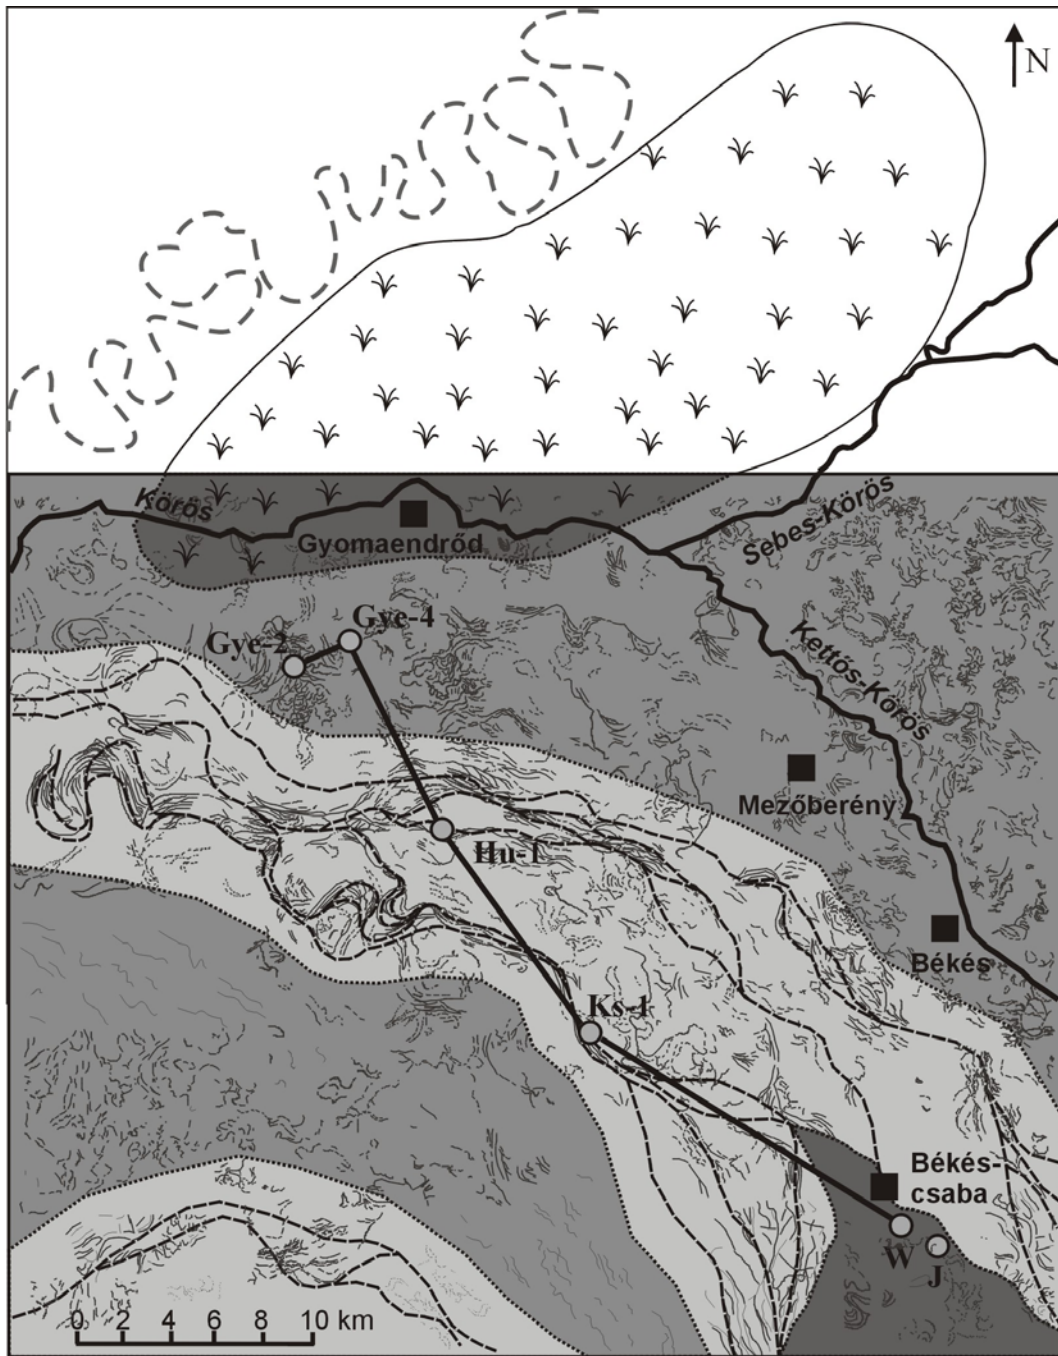 N
Körös
Gyomaendrőd
Sebes-Körös
Gye-4
Gye-2
Kettős-Körös
Mezőberény
Hu-1
Békés
Ks-1
Békés-
csaba
W
J
0 2 4 6 8 10 km